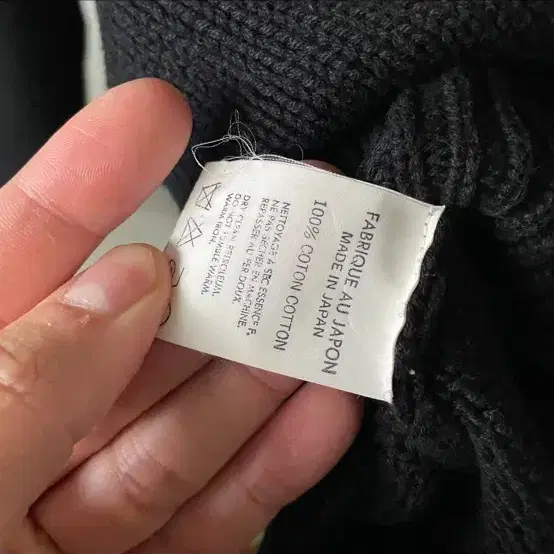 FABRIQUE AU JAPON
MADE IN JAPAN
100% COTON COTTON
NETTOYAGE A SEC ESSENCE F,
NE PAS SECHER EN MACHINE.
REPASSER AU FER DOUX.
DRY CLEAN PETROLEUM.
DO NOT TUMBLE DRY.
WARM IRON.